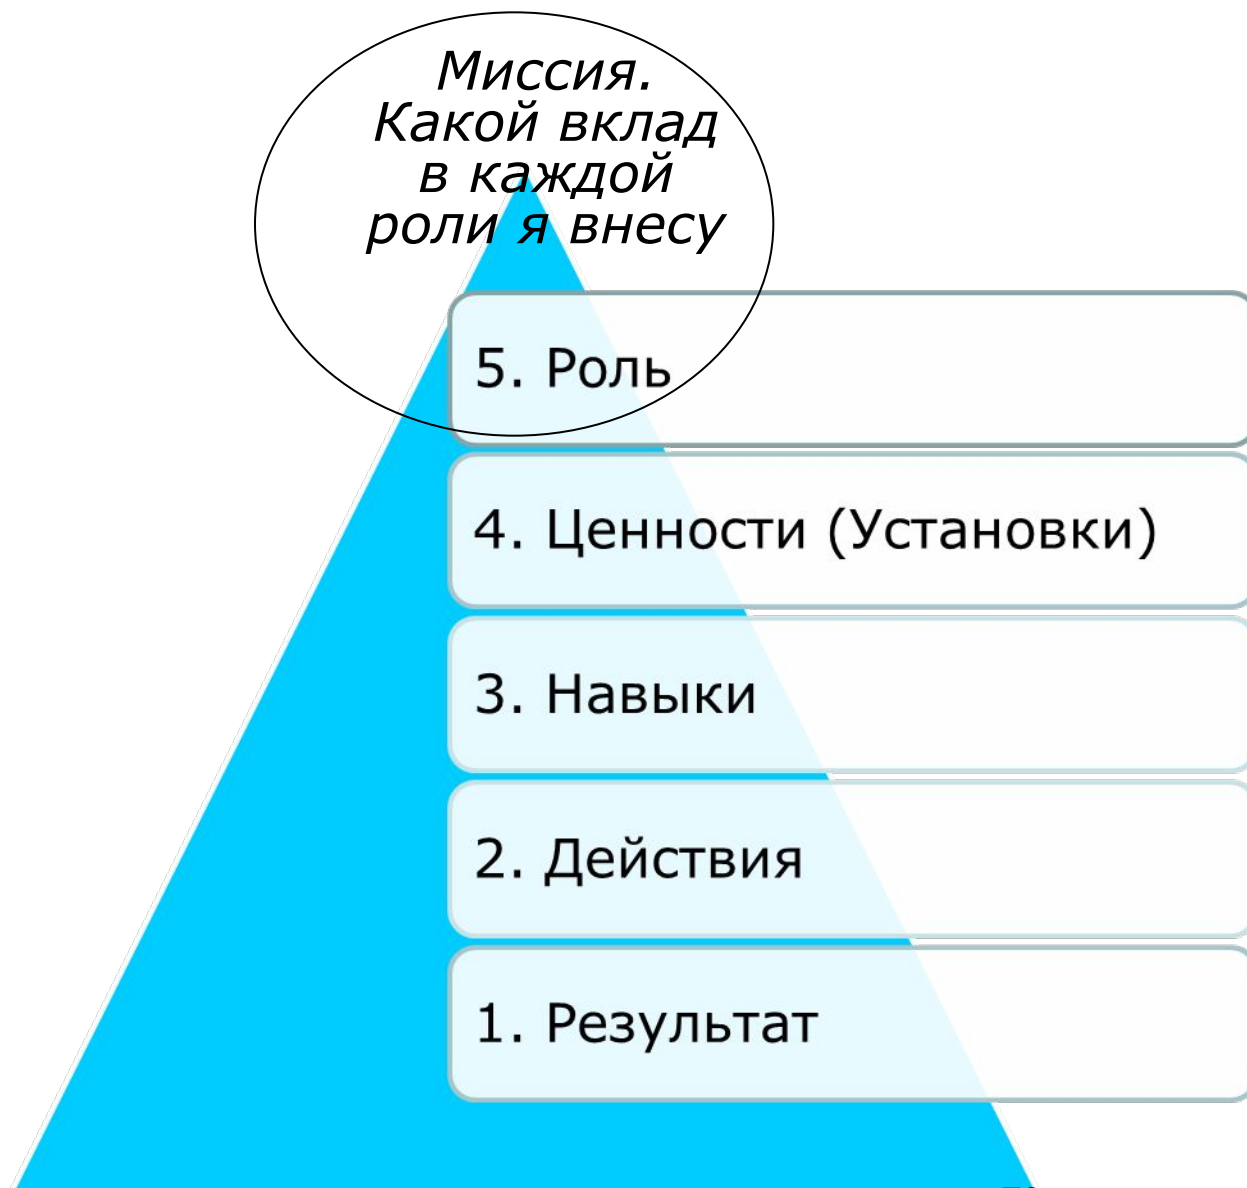 Миссия.
Какой вклад
в каждой
роли я внесу
5. Роль
4. Ценности (Установки)
3. Навыки
2. Действия
1. Результат